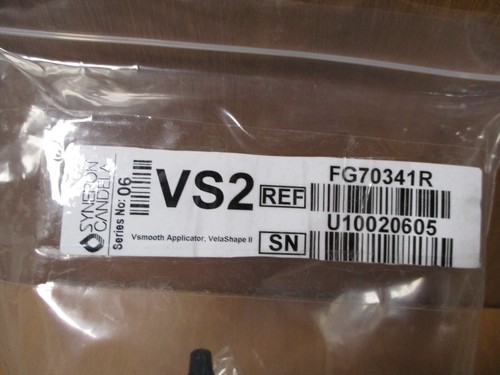 SYNERON
CANDELA
Series No: 06
VS2
REF
FG70341R
Vsmooth Applicator, VelaShape II
SN
U10020605